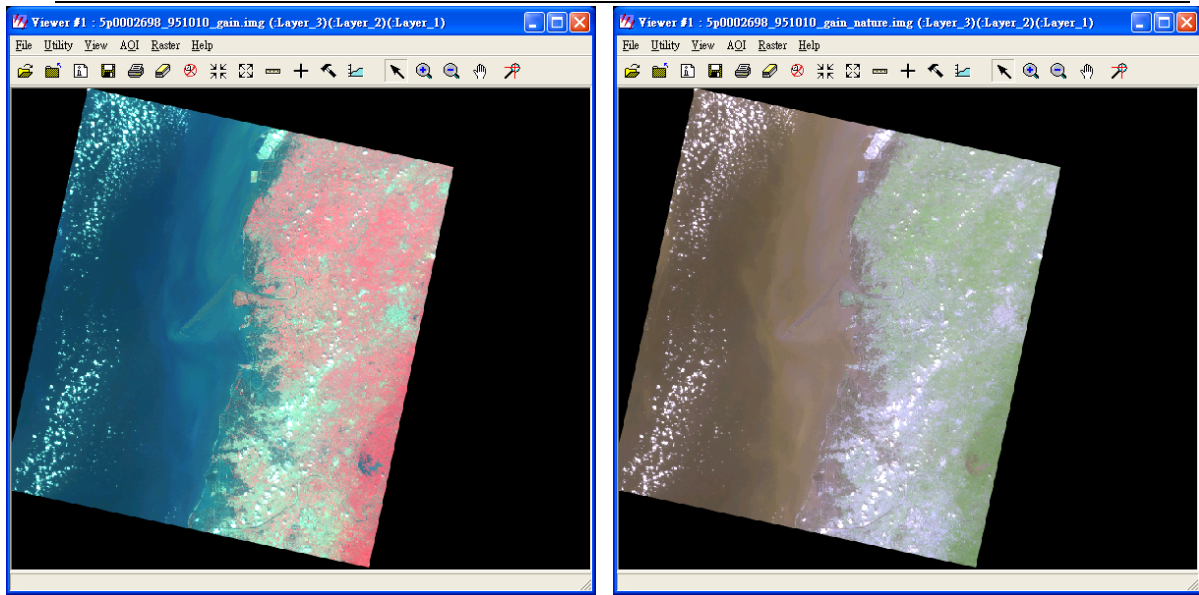 Viewer #1 : 5p0002698_951010_gain.img (:Layer_3)(:Layer_2)(:Layer_1)
File Utility View AOI Raster Help
Viewer #1 : 5p0002698_951010_gain_nature.img (:Layer_3)(:Layer_2)(:Layer_1)
File Utility View AOI Raster Help